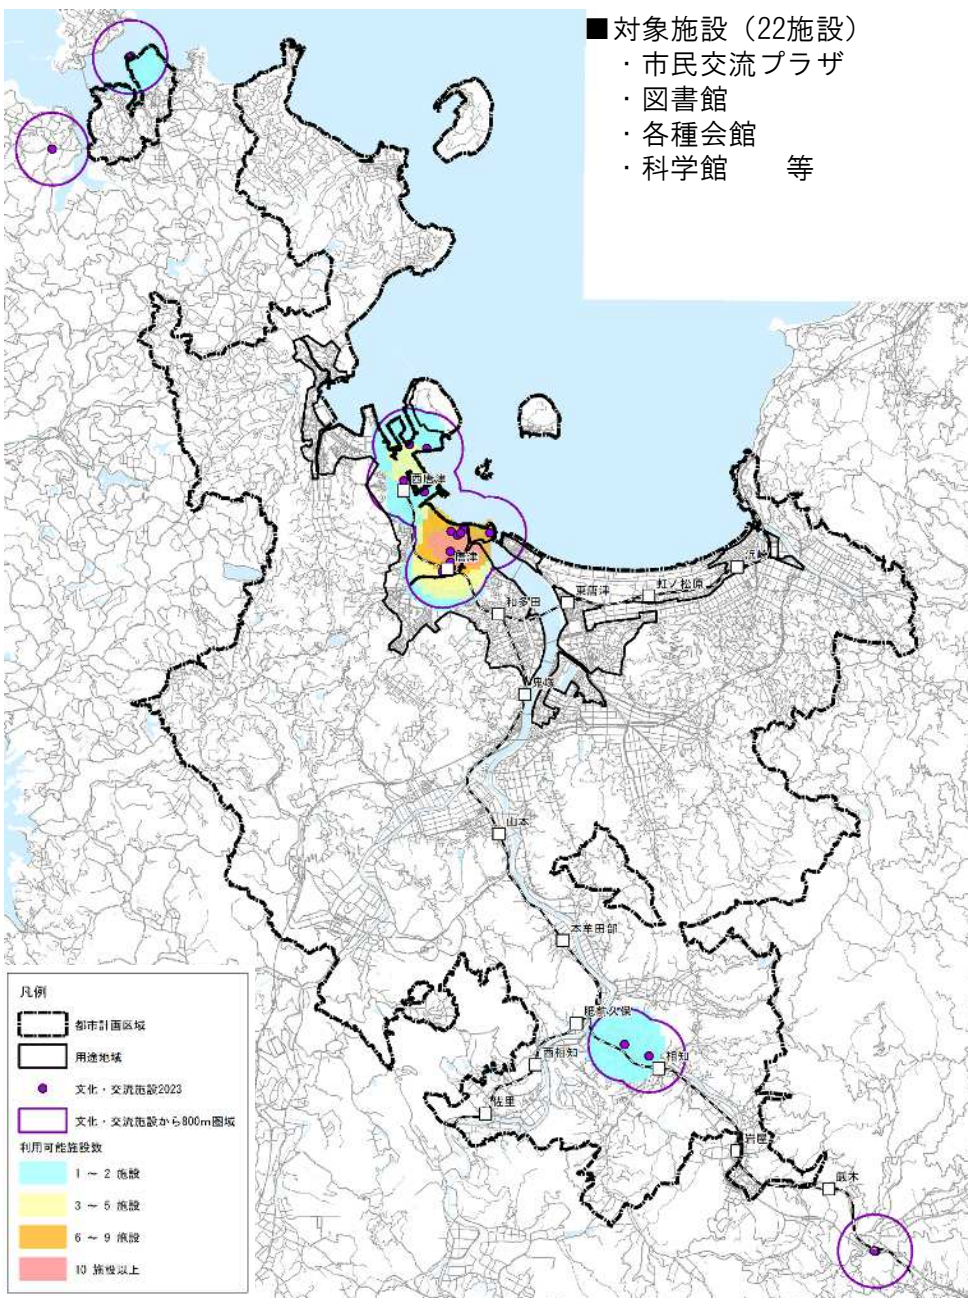 ■対象施設（22施設）
・市民交流プラザ
・図書館
・各種会館
・科学館　　等
西唐津
唐津
和多田
東唐津
虹ノ松原
浜崎
鬼塚
山本
本牟田部
肥前久保
西相知
相知
佐里
岩屋
厳木
凡例
都市計画区域
用途地域
文化・交流施設2023
文化・交流施設から800m圏域
利用可能施設数
1 ～ 2 施設
3 ～ 5 施設
6 ～ 9 施設
10 施設以上